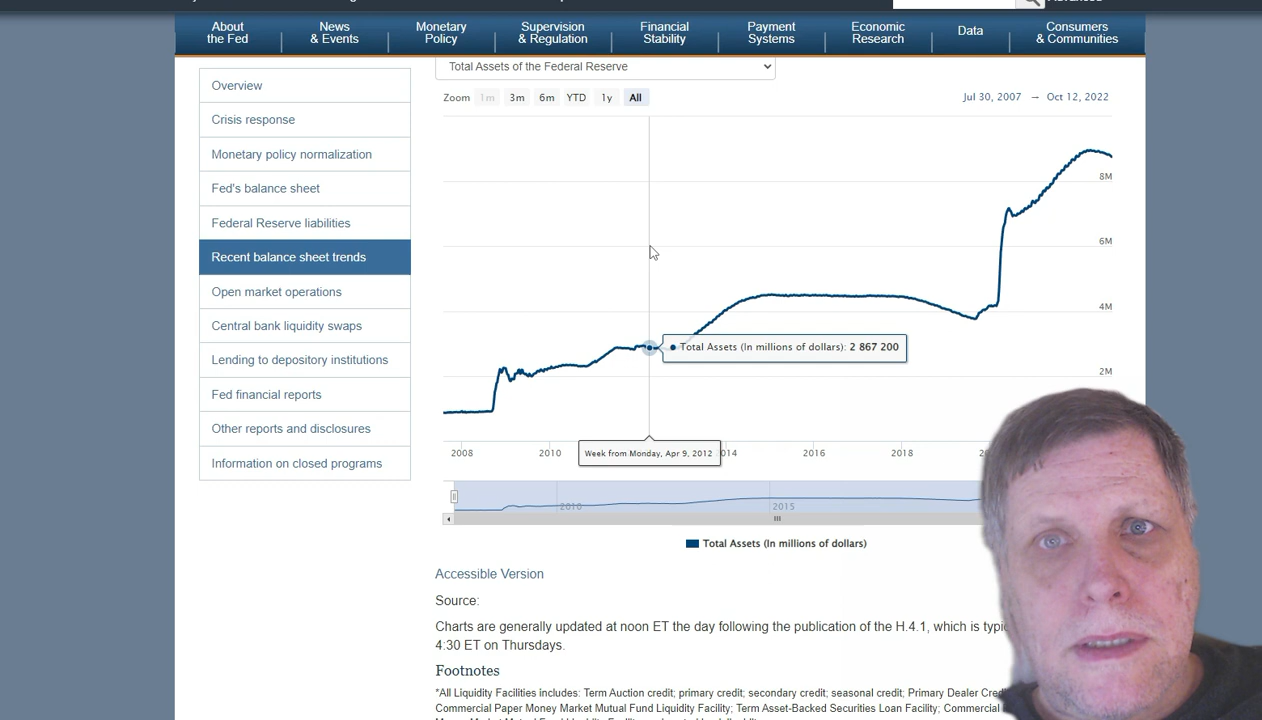 Advanced
About
the Fed
News
& Events
Monetary
Policy
Supervision
& Regulation
Financial
Stability
Payment
Systems
Economic
Research
Data
Consumers
& Communities
Overview
Crisis response
Monetary policy normalization
Fed's balance sheet
Federal Reserve liabilities
Recent balance sheet trends
Open market operations
Central bank liquidity swaps
Lending to depository institutions
Fed financial reports
Other reports and disclosures
Information on closed programs
Total Assets of the Federal Reserve
Zoom 1m 3m 6m YTD 1y All
Jul 30, 2007 → Oct 12, 2022
8M
6M
4M
Total Assets (In millions of dollars): 2 867 200
2M
2008 2010 014 2016 2018
Week from Monday, Apr 9, 2012
2010 2015
Total Assets (In millions of dollars)
Accessible Version
Source:
Charts are generally updated at noon ET the day following the publication of the H.4.1, which is
4:30 ET on Thursdays.
Footnotes
*All Liquidity Facilities includes: Term Auction credit; primary credit; secondary credit; seasonal credit; Primary Dealer
Commercial Paper Money Market Mutual Fund Liquidity Facility; Term Asset-Backed Securities Loan Facility; Commercial